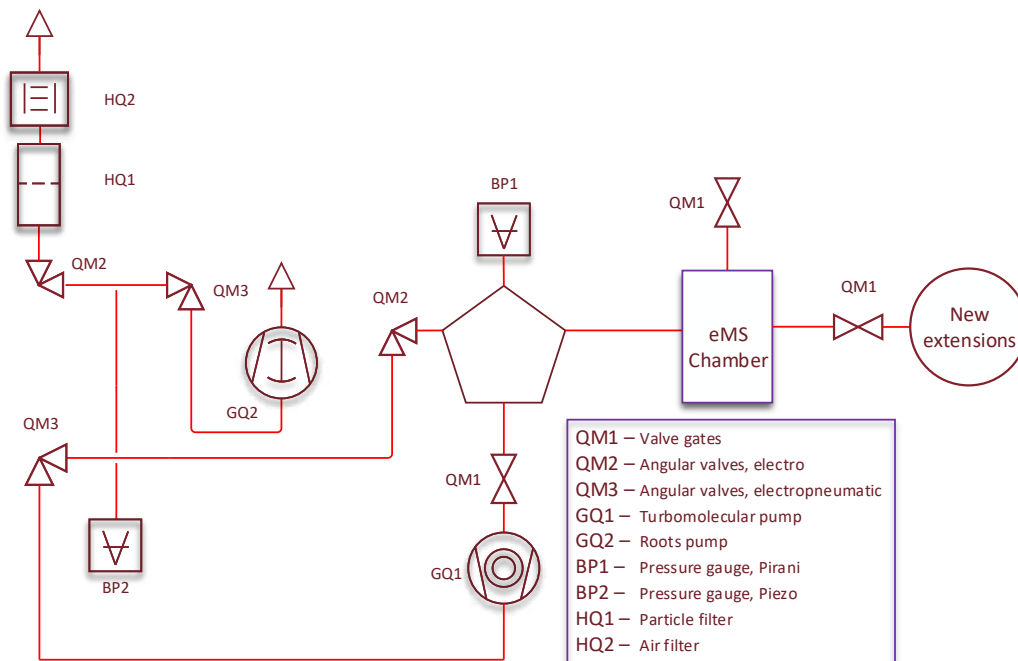 HQ2
HQ1
BP1
QM1
QM2
QM3
QM2
QM1
New
extensions
eMS
Chamber
GQ2
QM3
QM1
GQ1
BP2
QM1 – Valve gates
QM2 – Angular valves, electro
QM3 – Angular valves, electropneumatic
GQ1 – Turbomolecular pump
GQ2 – Roots pump
BP1 – Pressure gauge, Pirani
BP2 – Pressure gauge, Piezo
HQ1 – Particle filter
HQ2 – Air filter